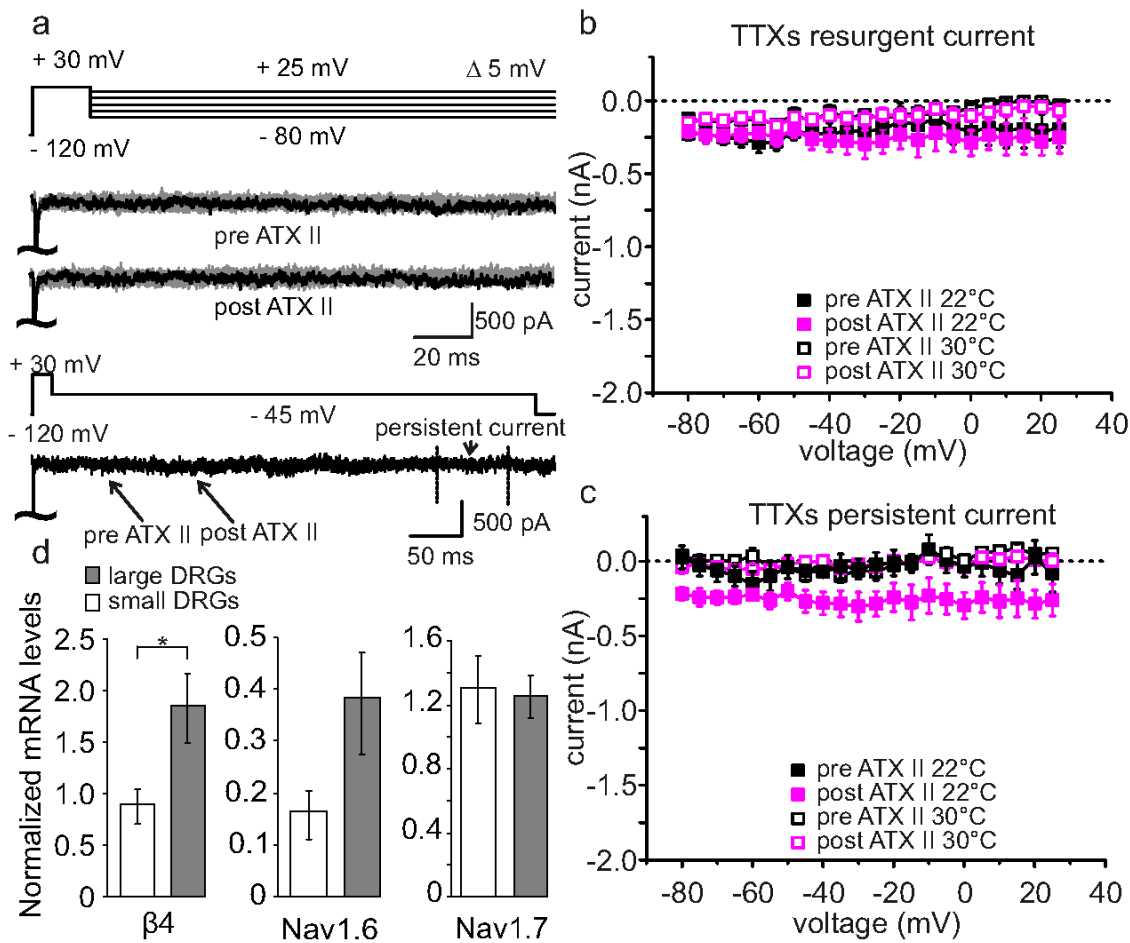 a
+ 30 mV
+ 25 mV
Δ 5 mV
- 120 mV
- 80 mV
pre ATX II
post ATX II
500 pA
20 ms
+ 30 mV
- 45 mV
- 120 mV
persistent current
pre ATX II
post ATX II
500 pA
50 ms
b
TTXs resurgent current
current (nA)
0.0
-0.5
-1.0
-1.5
-2.0
pre ATX II 22°C
post ATX II 22°C
pre ATX II 30°C
post ATX II 30°C
-80 -60 -40 -20 0 20 40
voltage (mV)
c
TTXs persistent current
current (nA)
0.0
-0.5
-1.0
-1.5
-2.0
pre ATX II 22°C
post ATX II 22°C
pre ATX II 30°C
post ATX II 30°C
-80 -60 -40 -20 0 20 40
voltage (mV)
d
large DRGs
small DRGs
Normalized mRNA levels
2.5
2.0
1.5
1.0
0.5
0
*
β4
0.5
0.4
0.3
0.2
0.1
0
Nav1.6
1.6
1.2
0.8
0.4
0
Nav1.7